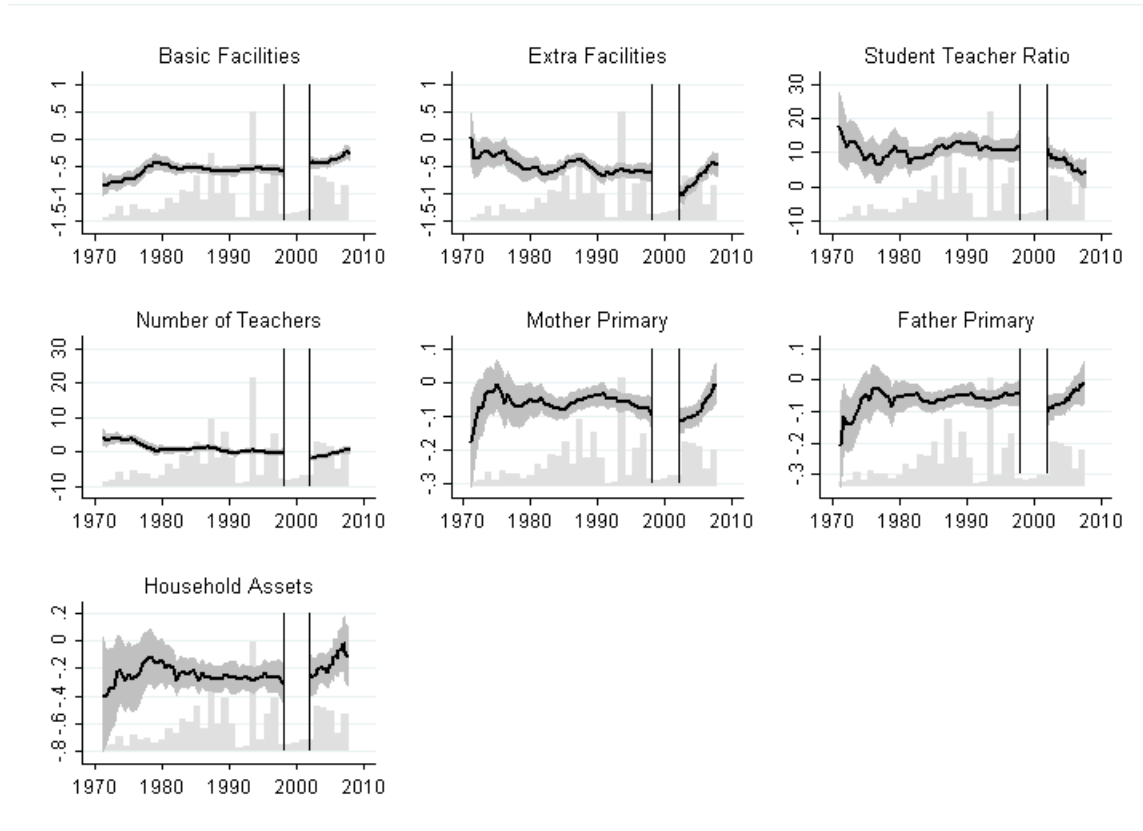 Basic Facilities
1
.5
0
-.5
-1
-1.5
1970 1980 1990 2000 2010
Extra Facilities
1
.5
0
-.5
-1
-1.5
1970 1980 1990 2000 2010
Student Teacher Ratio
30
20
10
0
-10
1970 1980 1990 2000 2010
Number of Teachers
30
20
10
0
-10
1970 1980 1990 2000 2010
Mother Primary
.1
0
-.1
-.2
-.3
1970 1980 1990 2000 2010
Father Primary
.1
0
-.1
-.2
-.3
1970 1980 1990 2000 2010
Household Assets
.2
0
-.2
-.4
-.6
-.8
1970 1980 1990 2000 2010